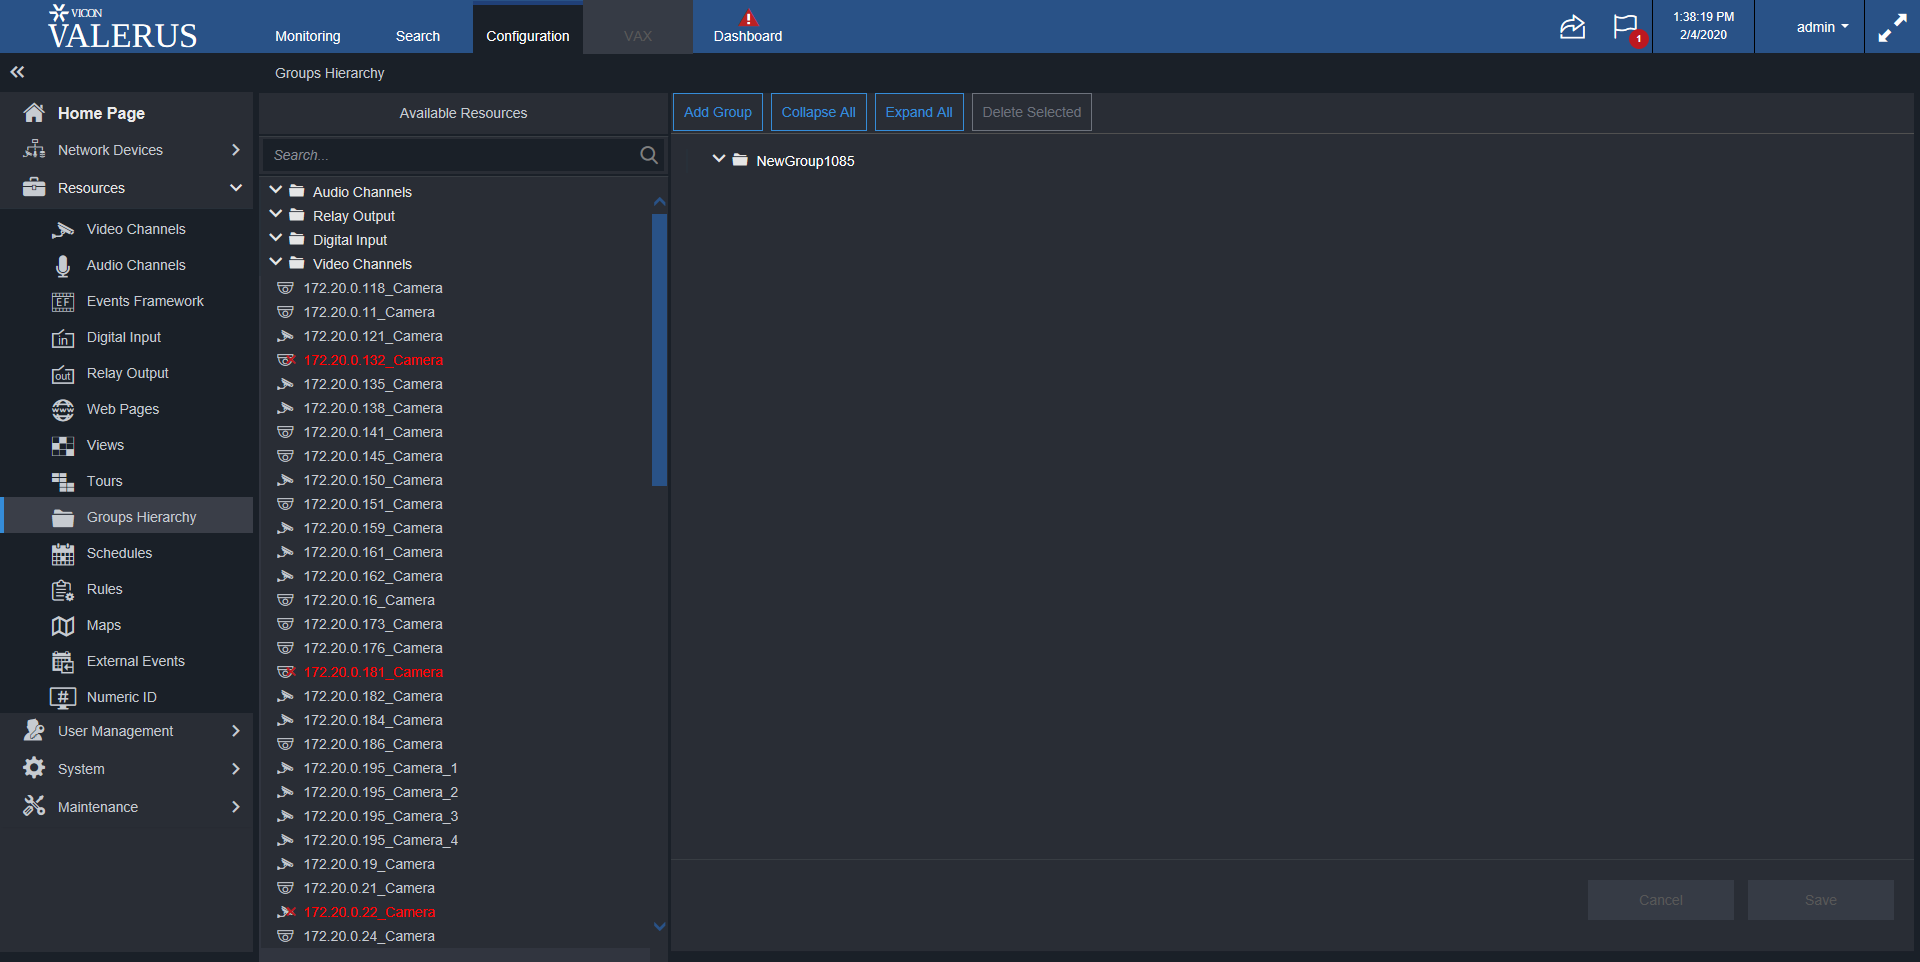 VICON
VALERUS
Monitoring
Search
Configuration
VAX
Dashboard
1
1:38:19 PM
2/4/2020
admin
Groups Hierarchy
Home Page
Network Devices
Resources
Video Channels
Audio Channels
EF
Events Framework
in
Digital Input
out
Relay Output
www
Web Pages
Views
Tours
Groups Hierarchy
Schedules
Rules
Maps
External Events
#
Numeric ID
User Management
System
Maintenance
Available Resources
Search...
Audio Channels
Relay Output
Digital Input
Video Channels
172.20.0.118_Camera
172.20.0.11_Camera
172.20.0.121_Camera
172.20.0.132_Camera
172.20.0.135_Camera
172.20.0.138_Camera
172.20.0.141_Camera
172.20.0.145_Camera
172.20.0.150_Camera
172.20.0.151_Camera
172.20.0.159_Camera
172.20.0.161_Camera
172.20.0.162_Camera
172.20.0.16_Camera
172.20.0.173_Camera
172.20.0.176_Camera
172.20.0.181_Camera
172.20.0.182_Camera
172.20.0.184_Camera
172.20.0.186_Camera
172.20.0.195_Camera_1
172.20.0.195_Camera_2
172.20.0.195_Camera_3
172.20.0.195_Camera_4
172.20.0.19_Camera
172.20.0.21_Camera
172.20.0.22_Camera
172.20.0.24_Camera
Add Group
Collapse All
Expand All
Delete Selected
NewGroup1085
Cancel
Save